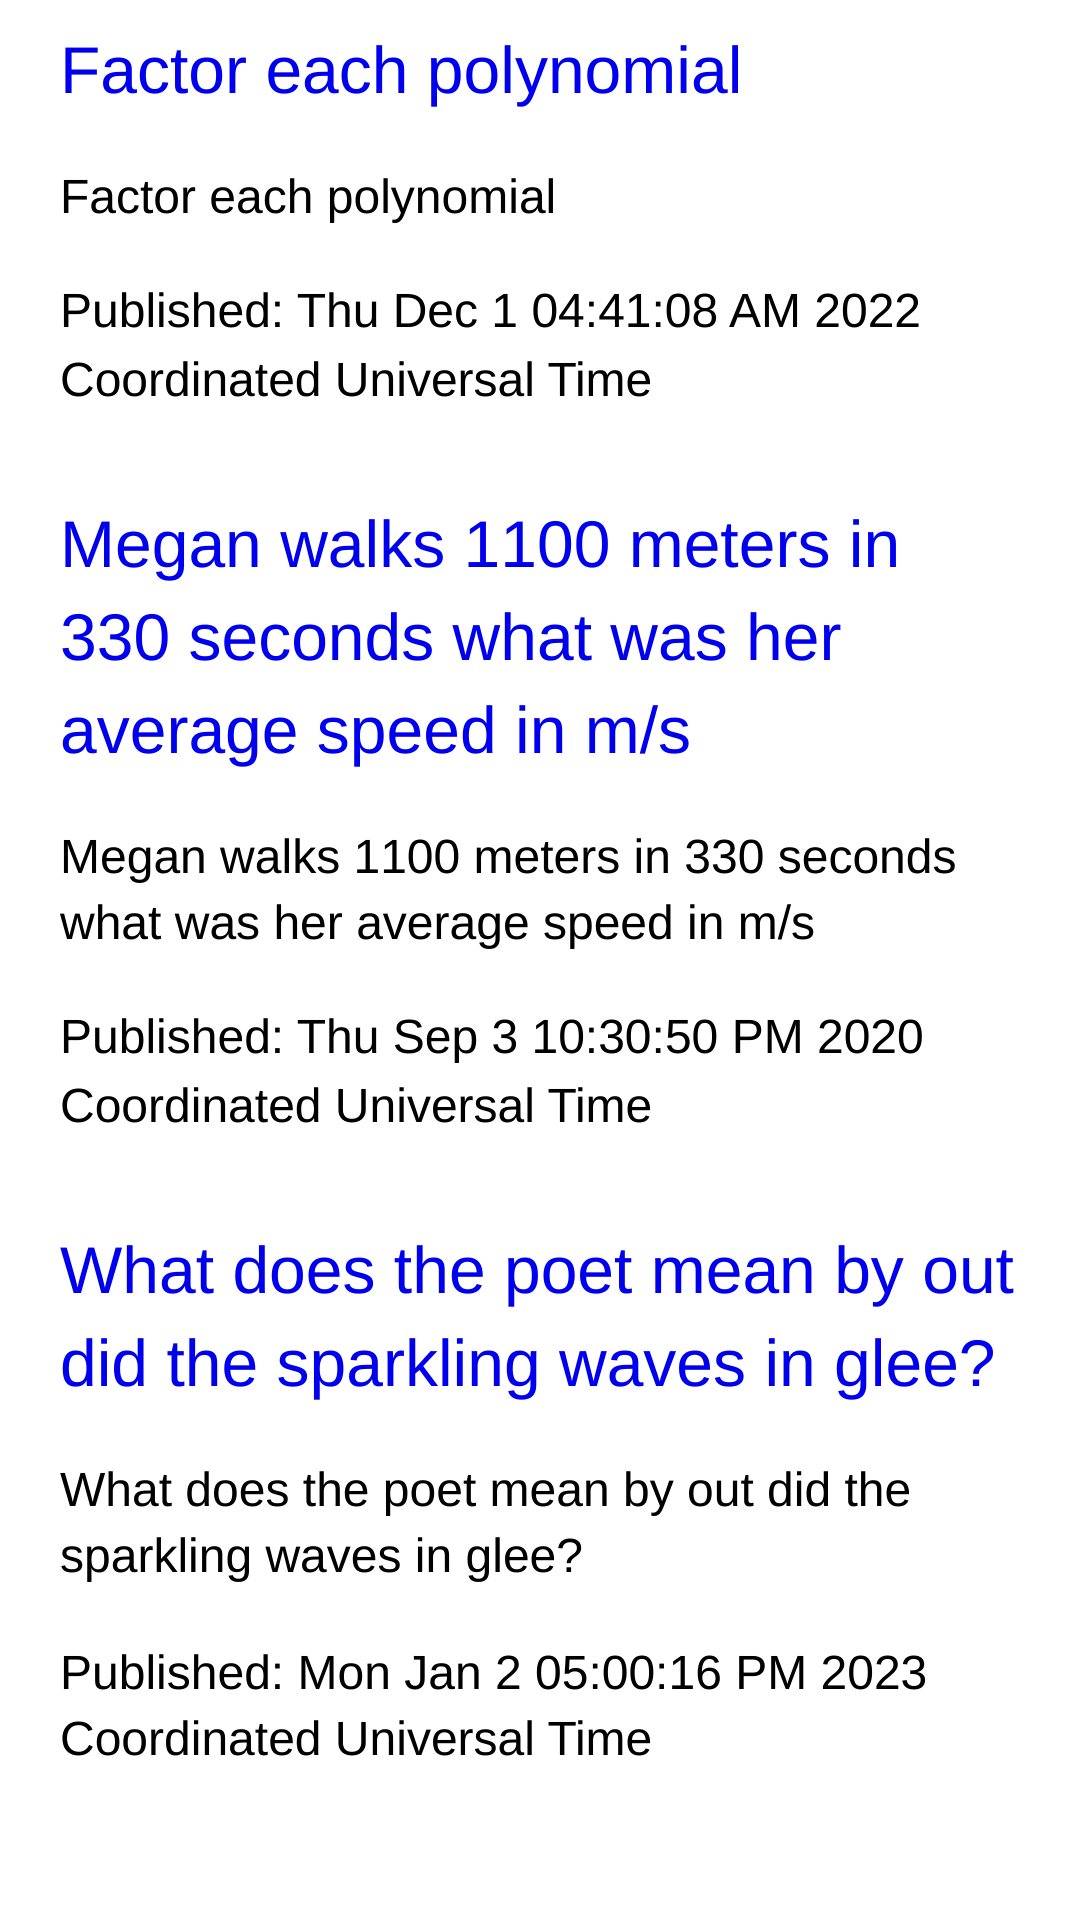 Factor each polynomial
Factor each polynomial
Published: Thu Dec 1 04:41:08 AM 2022
Coordinated Universal Time
Megan walks 1100 meters in
330 seconds what was her
average speed in m/s
Megan walks 1100 meters in 330 seconds
what was her average speed in m/s
Published: Thu Sep 3 10:30:50 PM 2020
Coordinated Universal Time
What does the poet mean by out
did the sparkling waves in glee?
What does the poet mean by out did the
sparkling waves in glee?
Published: Mon Jan 2 05:00:16 PM 2023
Coordinated Universal Time